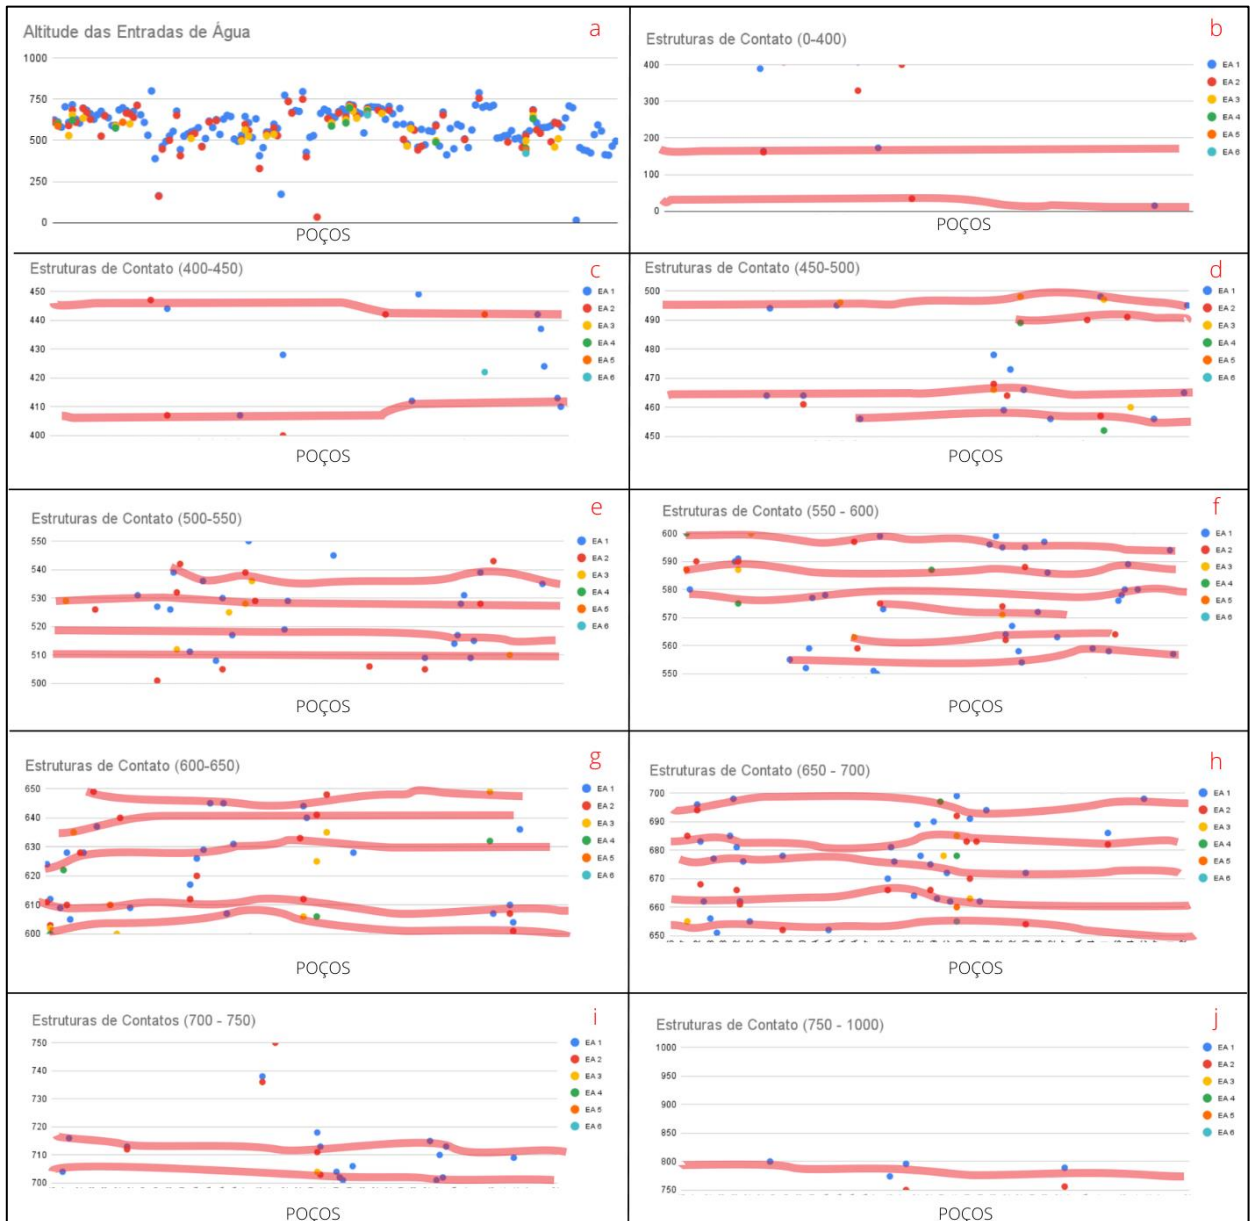 Altitude das Entradas de Água
a
1000
750
500
250
0
POÇOS
Estruturas de Contato (0-400)
b
400
300
200
100
0
EA 1
EA 2
EA 3
EA 4
EA 5
EA 6
POÇOS
Estruturas de Contato (400-450)
c
450
440
430
420
410
400
EA 1
EA 2
EA 3
EA 4
EA 5
EA 6
POÇOS
Estruturas de Contato (450-500)
d
500
490
480
470
460
450
EA 1
EA 2
EA 3
EA 4
EA 5
EA 6
POÇOS
Estruturas de Contato (500-550)
e
550
540
530
520
510
500
EA 1
EA 2
EA 3
EA 4
EA 5
EA 6
POÇOS
Estruturas de Contato (550 - 600)
f
600
590
580
570
560
550
EA 1
EA 2
EA 3
EA 4
EA 5
EA 6
POÇOS
Estruturas de Contato (600-650)
g
650
640
630
620
610
600
EA 1
EA 2
EA 3
EA 4
EA 5
EA 6
POÇOS
Estruturas de Contato (650 - 700)
h
700
690
680
670
660
650
EA 1
EA 2
EA 3
EA 4
EA 5
EA 6
POÇOS
Estruturas de Contatos (700 - 750)
i
750
740
730
720
710
700
EA 1
EA 2
EA 3
EA 4
EA 5
EA 6
POÇOS
Estruturas de Contato (750 - 1000)
j
1000
950
900
850
800
750
EA 1
EA 2
EA 3
EA 4
EA 5
EA 6
POÇOS